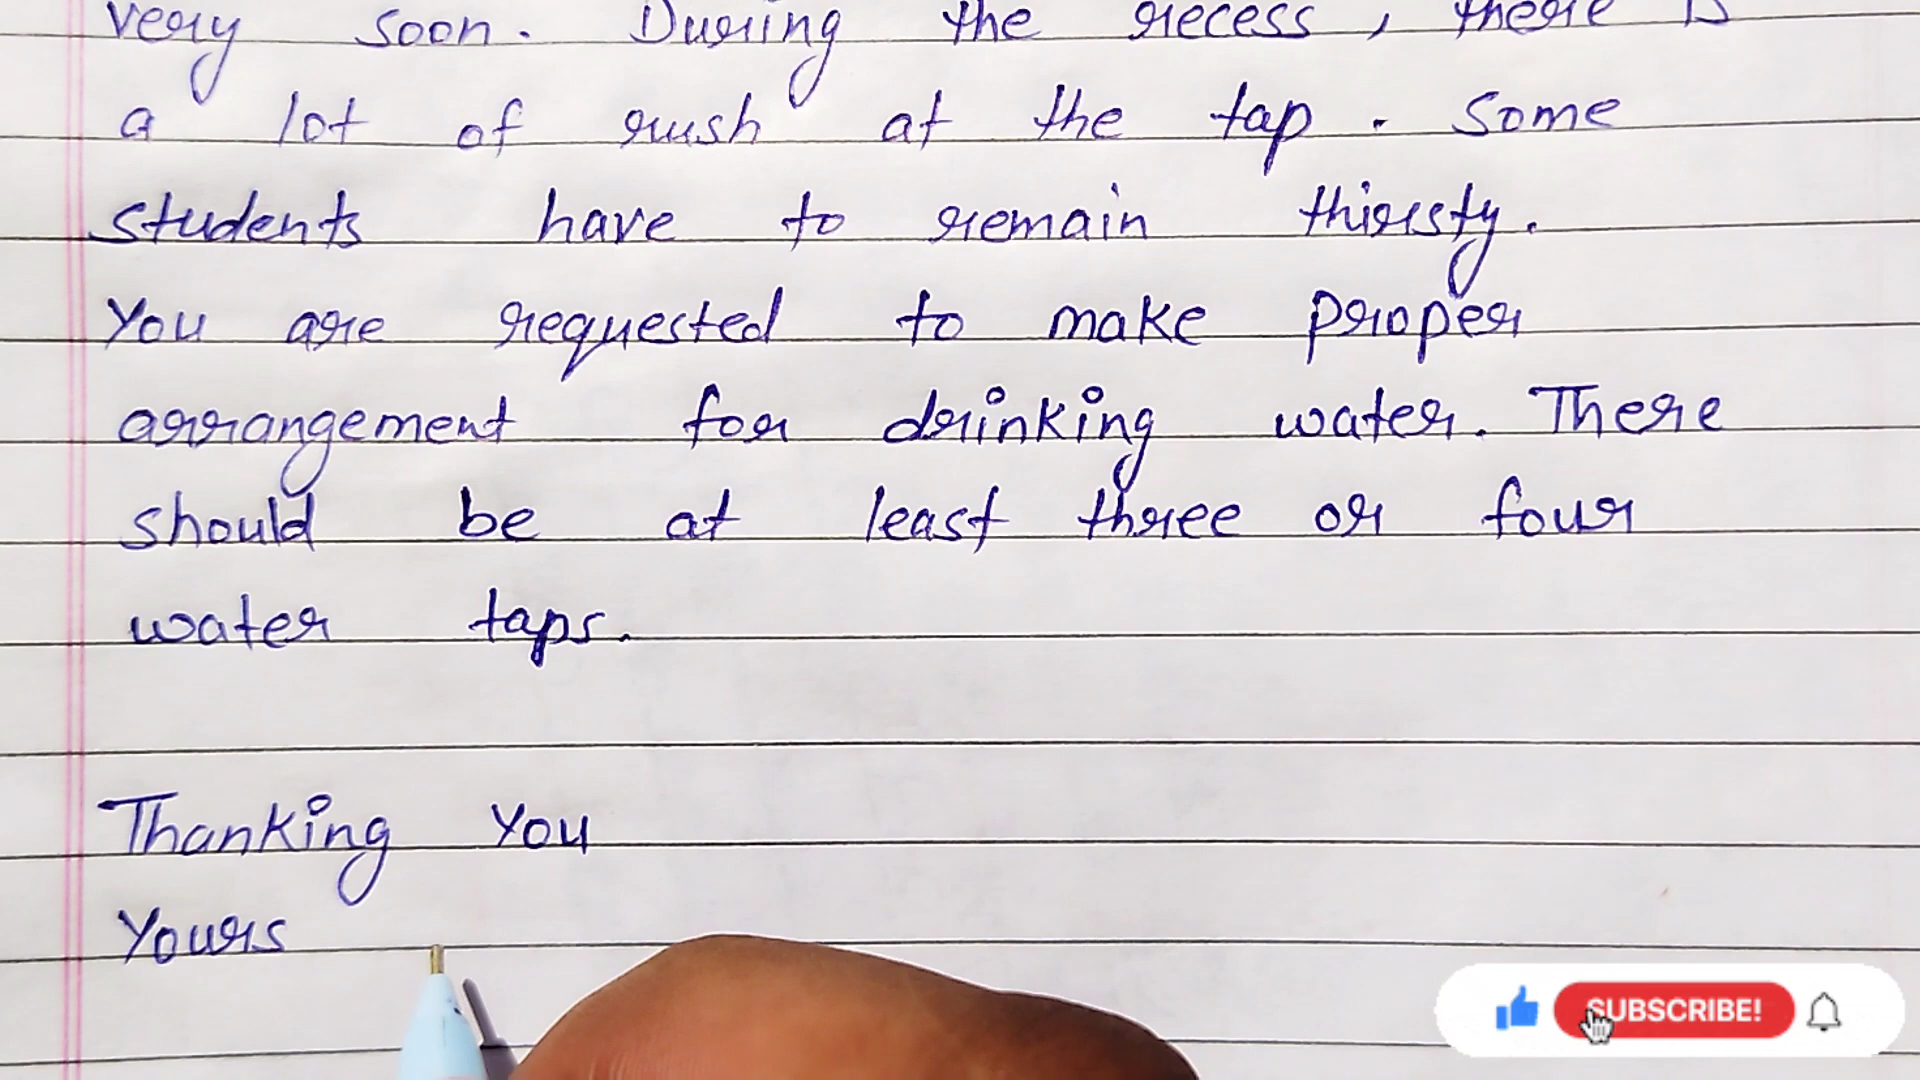 very soon. During the recess, there is
a lot of rush at the tap. Some
students have to remain thirsty.
You are requested to make proper
arrangement for drinking water. There
should be at least three or four
water taps.
Thanking You
Yours
SUBSCRIBE!